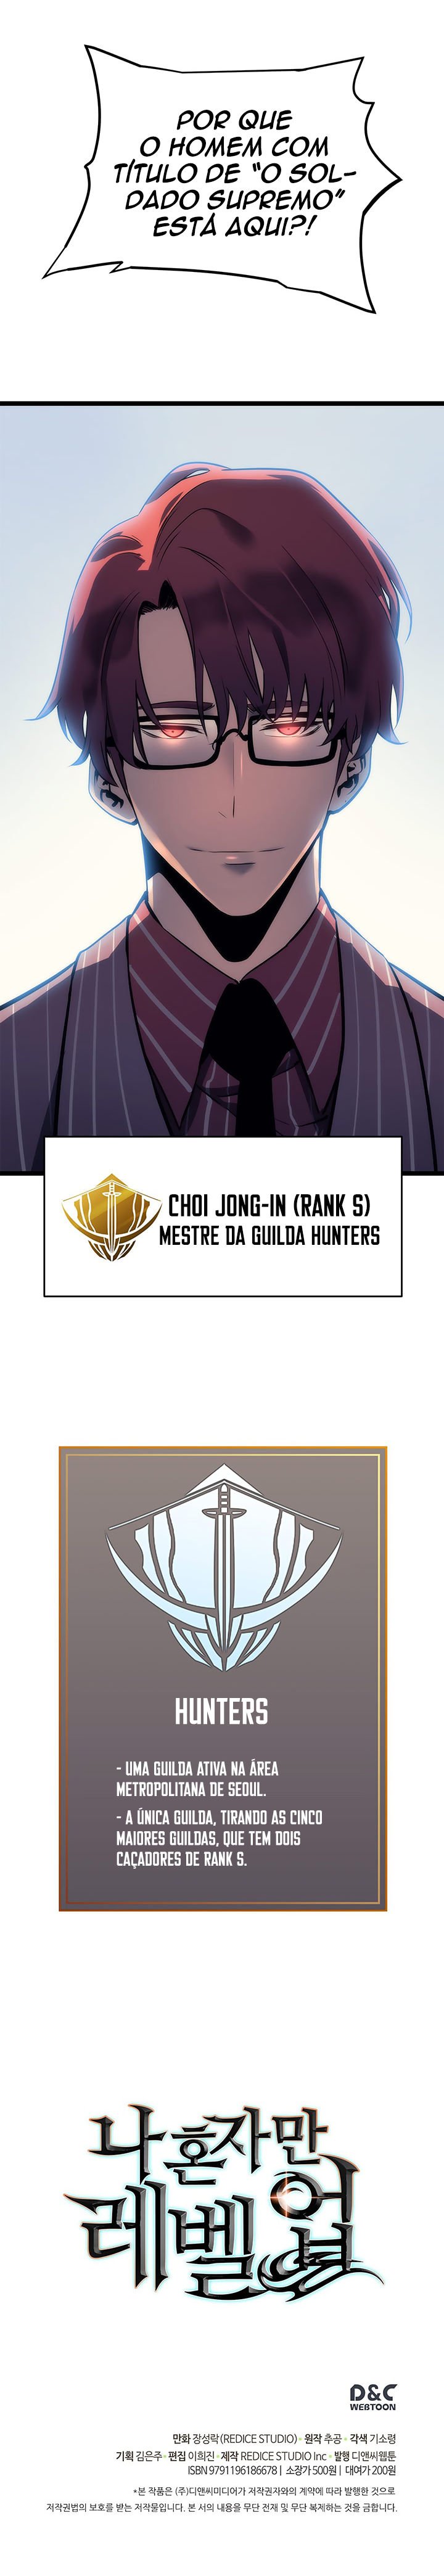 POR QUE
O HOMEM COM
TÍTULO DE "O SOL-
DADO SUPREMO"
ESTÁ AQUI?!
CHOI JONG-IN (RANK S)
MESTRE DA GUILDA HUNTERS
HUNTERS
- UMA GUILDA ATIVA NA ÁREA
METROPOLITANA DE SEOUL.
- A ÚNICA GUILDA, TIRANDO AS CINCO
MAIORES GUILDAS, QUE TEM DOIS
CAÇADORES DE RANK S.
나 혼자만
레벨업
D&C
WEBTOON
만화 장성락(REDICE STUDIO) • 원작 추공 • 각색 기소령
기획 김은주 • 편집 이희진 • 제작 REDICE STUDIO Inc • 발행 디앤씨웹툰
ISBN 9791196186678 | 소장가 500원 | 대여가 200원
*본 작품은 (주)디앤씨미디어가 저작권자와의 계약에 따라 발행한 것으로
저작권법의 보호를 받는 저작물입니다. 본 서의 내용을 무단 전재 및 무단 복제하는 것을 금합니다.